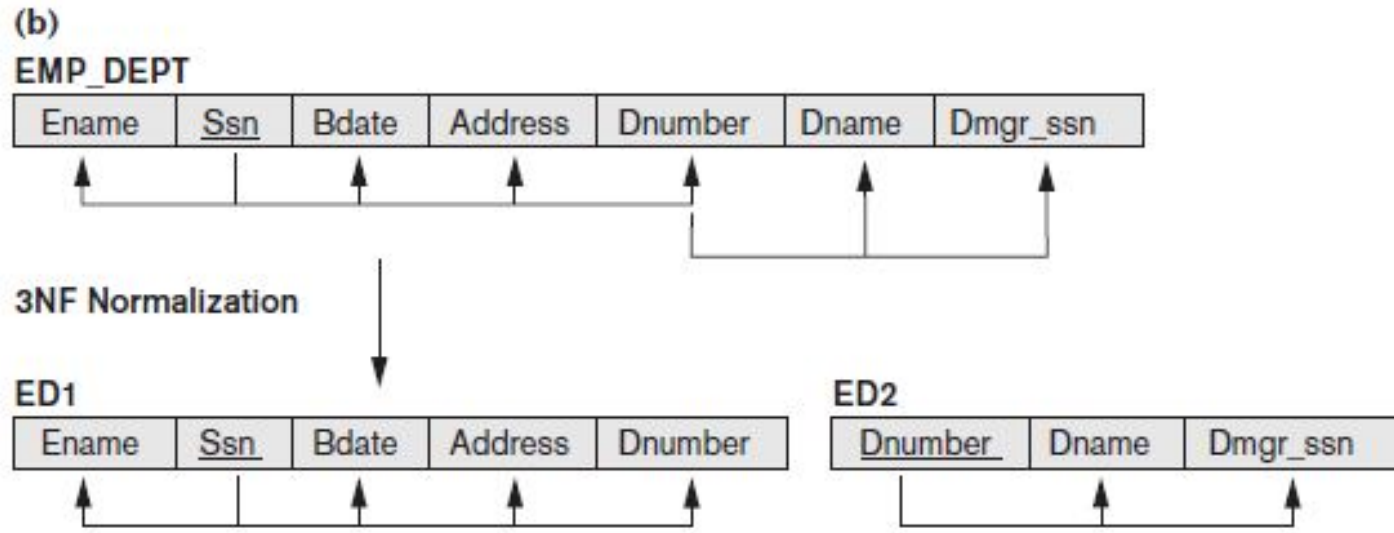 (b)
EMP_DEPT
Ename Ssn Bdate Address Dnumber Dname Dmgr_ssn
3NF Normalization
ED1 ED2
Ename Ssn Bdate Address Dnumber Dnumber Dname Dmgr_ssn